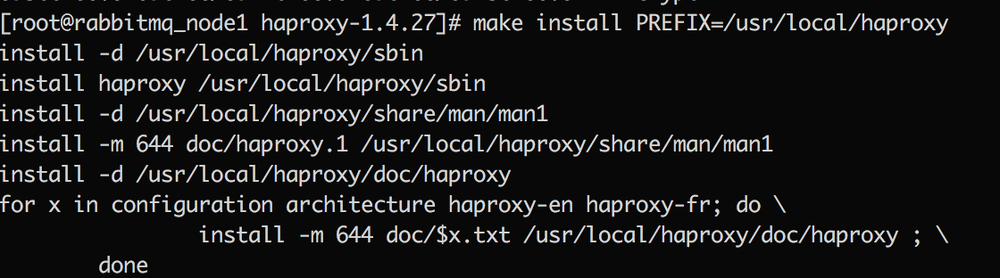 [root@rabbitmq_node1 haproxy-1.4.27]# make install PREFIX=/usr/local/haproxy
install -d /usr/local/haproxy/sbin
install haproxy /usr/local/haproxy/sbin
install -d /usr/local/haproxy/share/man/man1
install -m 644 doc/haproxy.1 /usr/local/haproxy/share/man/man1
install -d /usr/local/haproxy/doc/haproxy
for x in configuration architecture haproxy-en haproxy-fr; do \
install -m 644 doc/$x.txt /usr/local/haproxy/doc/haproxy ; \
done